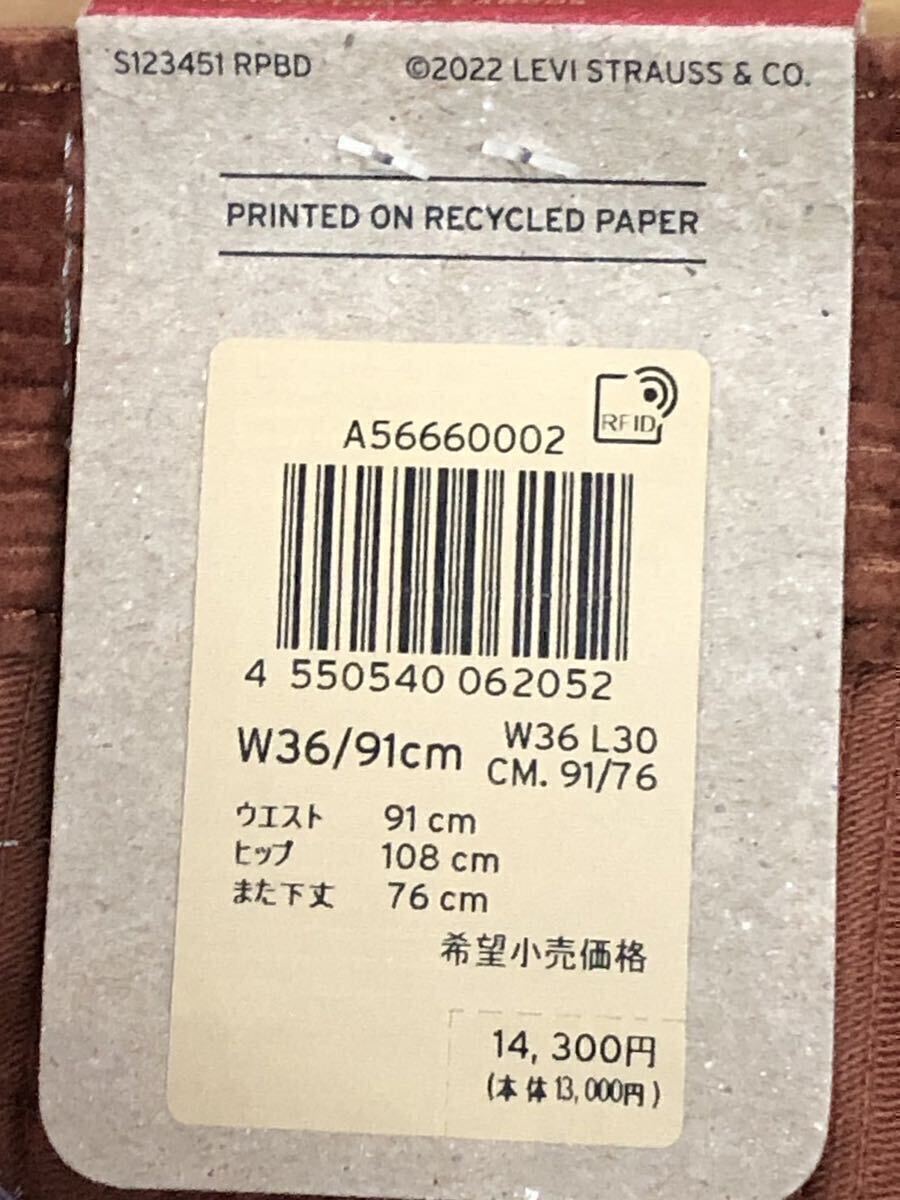 S123451 RPBD ©2022 LEVI STRAUSS & CO.
PRINTED ON RECYCLED PAPER
RFID
A56660002
4 550540 062052
W36/91cm W36 L30
CM. 91/76
ウエスト 91 cm
ヒップ 108 cm
また下丈 76 cm
希望小売価格
14,300円
(本体13,000円)